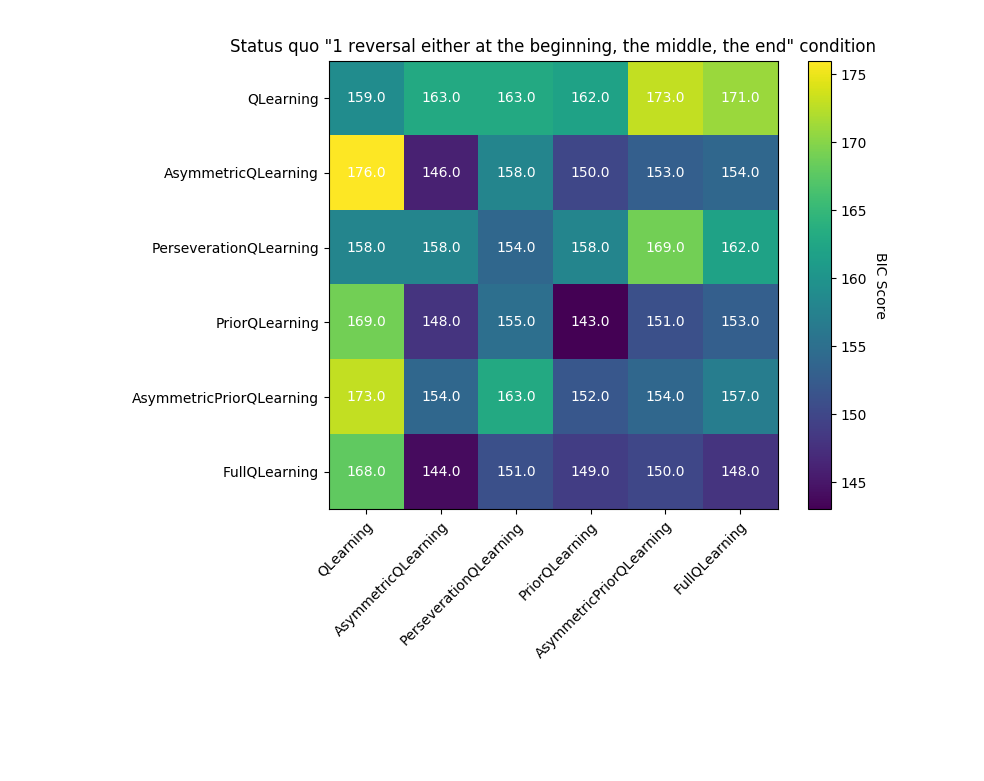 Status quo "1 reversal either at the beginning, the middle, the end" condition
QLearning 159.0 163.0 163.0 162.0 173.0 171.0
AsymmetricQLearning 176.0 146.0 158.0 150.0 153.0 154.0
PerseverationQLearning 158.0 158.0 154.0 158.0 169.0 162.0
PriorQLearning 169.0 148.0 155.0 143.0 151.0 153.0
AsymmetricPriorQLearning 173.0 154.0 163.0 152.0 154.0 157.0
FullQLearning 168.0 144.0 151.0 149.0 150.0 148.0
QLearning
AsymmetricQLearning
PerseverationQLearning
PriorQLearning
AsymmetricPriorQLearning
FullQLearning
175
170
165
160
155
150
145
BIC Score